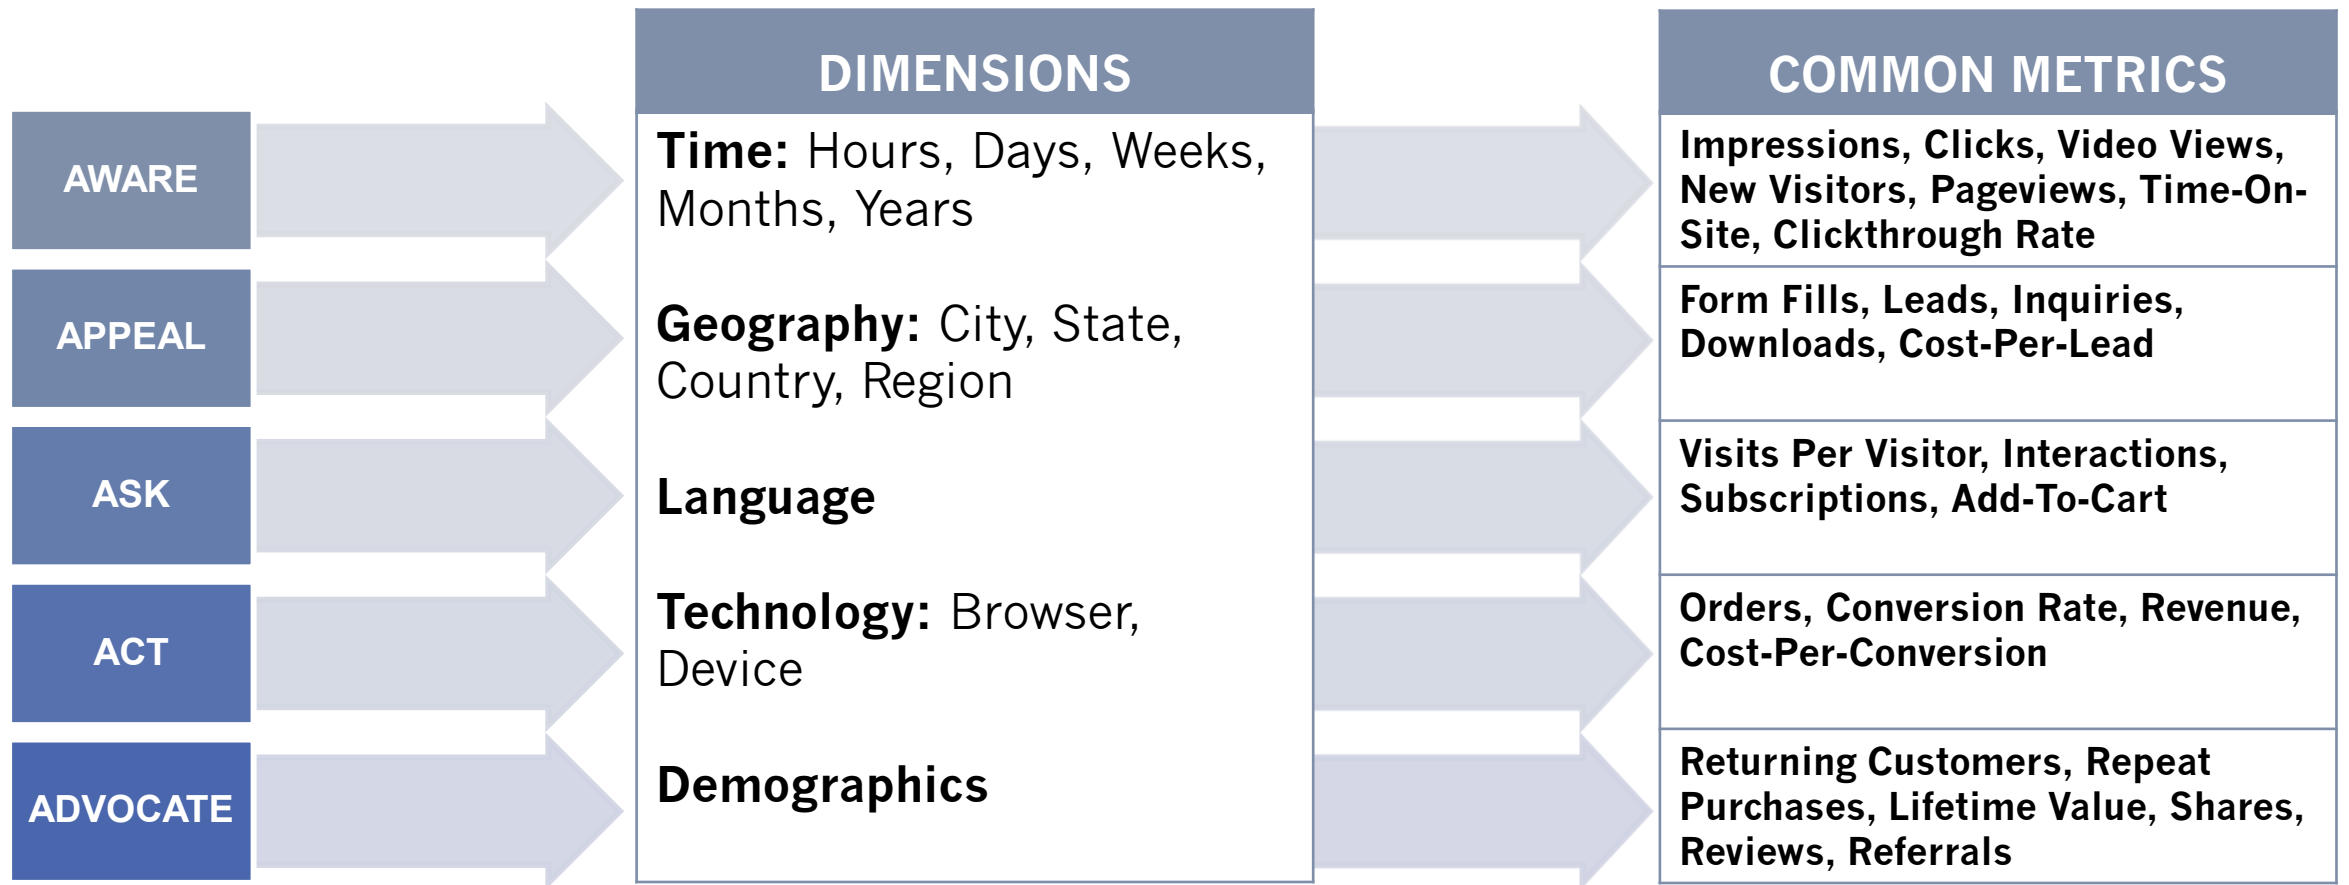 AWARE
APPEAL
ASK
ACT
ADVOCATE
DIMENSIONS
Time: Hours, Days, Weeks,
Months, Years
Geography: City, State,
Country, Region
Language
Technology: Browser,
Device
Demographics
COMMON METRICS
Impressions, Clicks, Video Views,
New Visitors, Pageviews, Time-On-
Site, Clickthrough Rate
Form Fills, Leads, Inquiries,
Downloads, Cost-Per-Lead
Visits Per Visitor, Interactions,
Subscriptions, Add-To-Cart
Orders, Conversion Rate, Revenue,
Cost-Per-Conversion
Returning Customers, Repeat
Purchases, Lifetime Value, Shares,
Reviews, Referrals